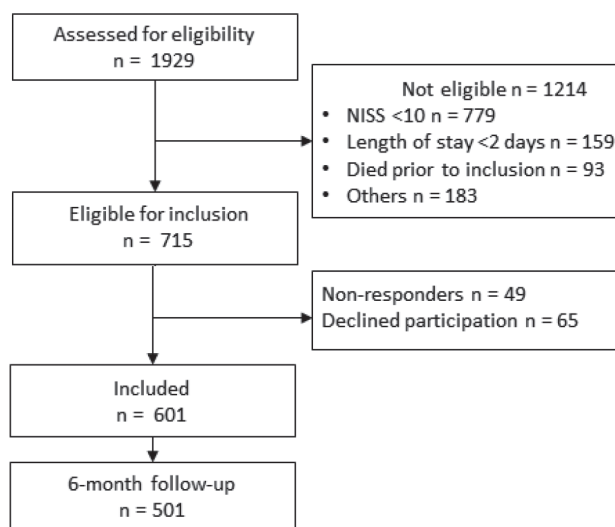 Assessed for eligibility
n = 1929
Not eligible n = 1214
• NISS <10 n = 779
• Length of stay <2 days n = 159
• Died prior to inclusion n = 93
• Others n = 183
Eligible for inclusion
n = 715
Non-responders n = 49
Declined participation n = 65
Included
n = 601
6-month follow-up
n = 501